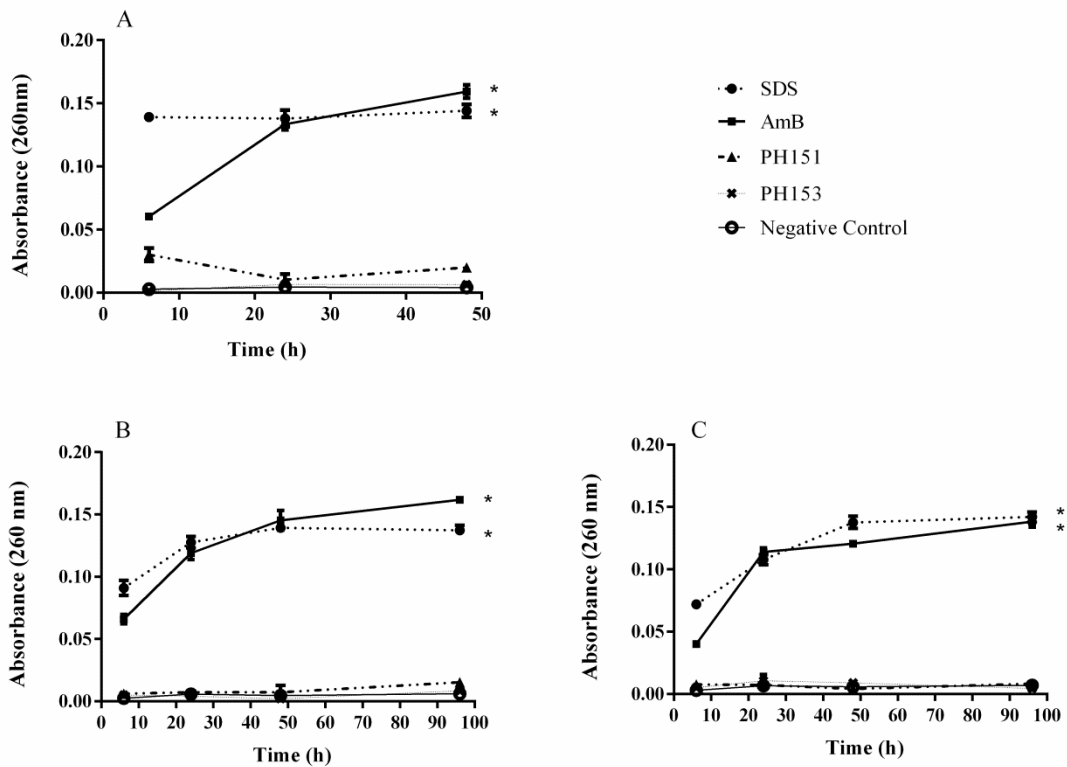 A
0.20
0.15
0.10
0.05
0.00
0 10 20 30 40 50
Absorbance (260nm)
Time (h)
*
*
SDS
AmB
PH151
PH153
Negative Control
B
0.20
0.15
0.10
0.05
0.00
0 10 20 30 40 50 60 70 80 90 100
Absorbance (260 nm)
Time (h)
*
*
C
0.20
0.15
0.10
0.05
0.00
0 10 20 30 40 50 60 70 80 90 100
Absorbance (260 nm)
Time (h)
*
*